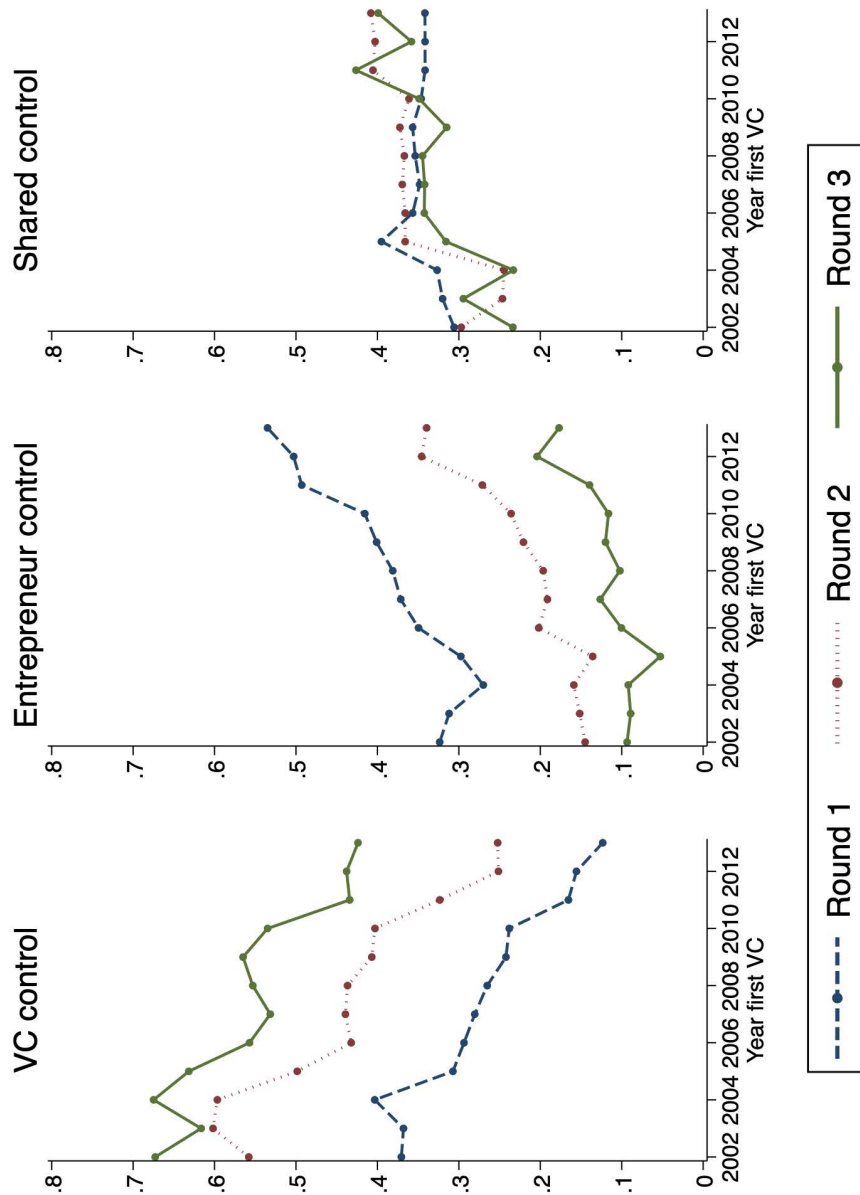 VC control
.8
.7
.6
.5
.4
.3
.2
.1
0
2002 2004 2006 2008 2010 2012
Year first VC
Entrepreneur control
.8
.7
.6
.5
.4
.3
.2
.1
0
2002 2004 2006 2008 2010 2012
Year first VC
Shared control
.8
.7
.6
.5
.4
.3
.2
.1
0
2002 2004 2006 2008 2010 2012
Year first VC
Round 1 Round 2 Round 3